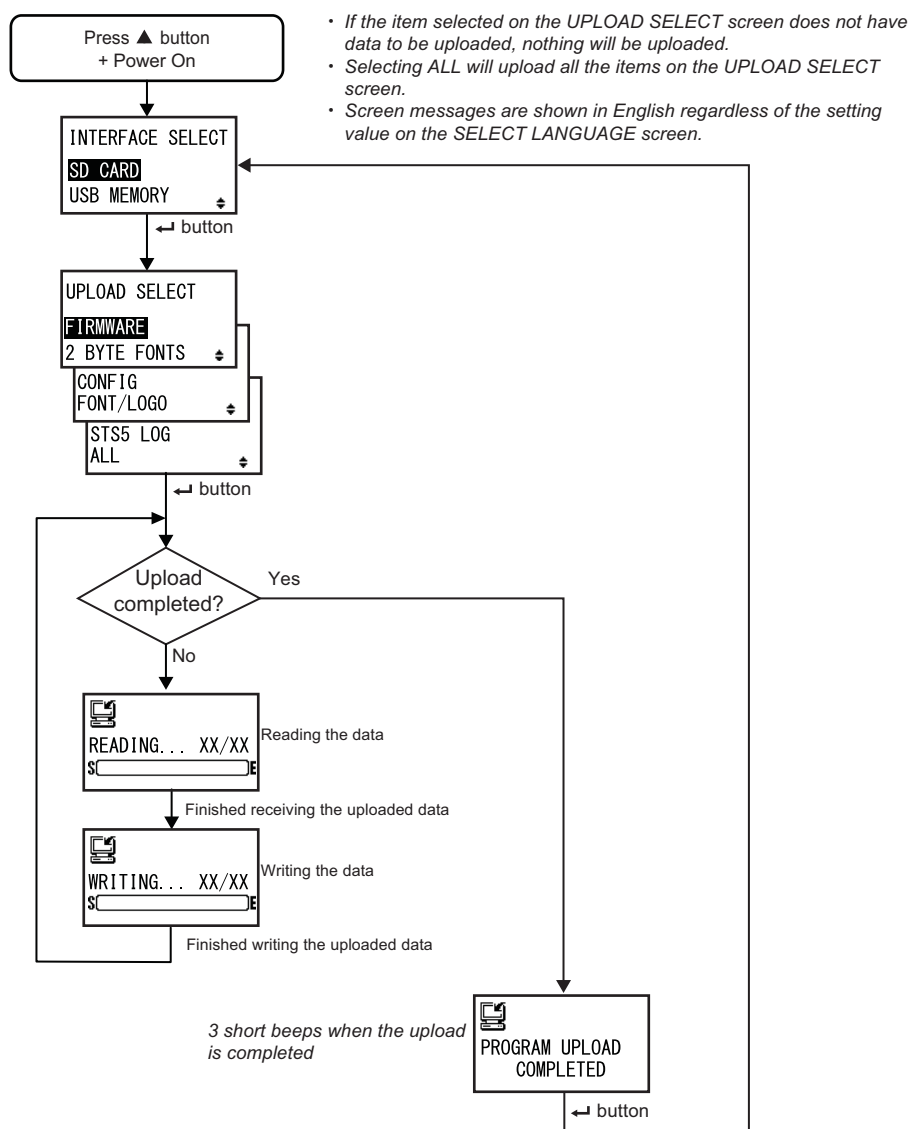 Press ▲ button
+ Power On
・ If the item selected on the UPLOAD SELECT screen does not have
data to be uploaded, nothing will be uploaded.
・ Selecting ALL will upload all the items on the UPLOAD SELECT
screen.
・ Screen messages are shown in English regardless of the setting
value on the SELECT LANGUAGE screen.
INTERFACE SELECT
SD CARD
USB MEMORY
↵ button
UPLOAD SELECT
FIRMWARE
2 BYTE FONTS
CONFIG
FONT/LOGO
STS5 LOG
ALL
↵ button
Upload
completed?
Yes
No
READING... XX/XX
S E
Reading the data
Finished receiving the uploaded data
WRITING... XX/XX
S E
Writing the data
Finished writing the uploaded data
3 short beeps when the upload
is completed
PROGRAM UPLOAD
COMPLETED
↵ button